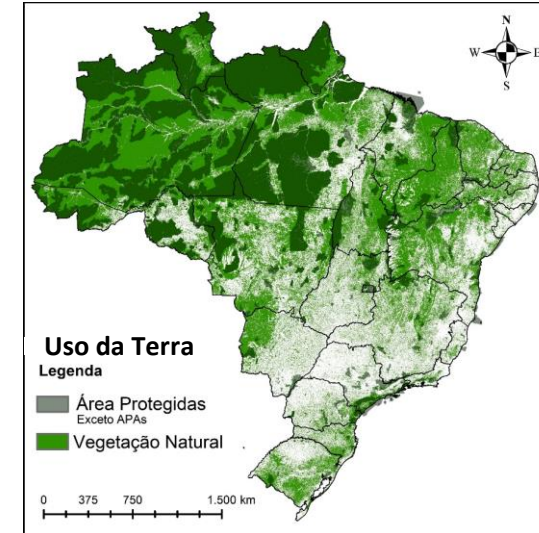 N
W E
S
Uso da Terra
Legenda
Área Protegidas
Exceto APAs
Vegetação Natural
0 375 750 1.500 km